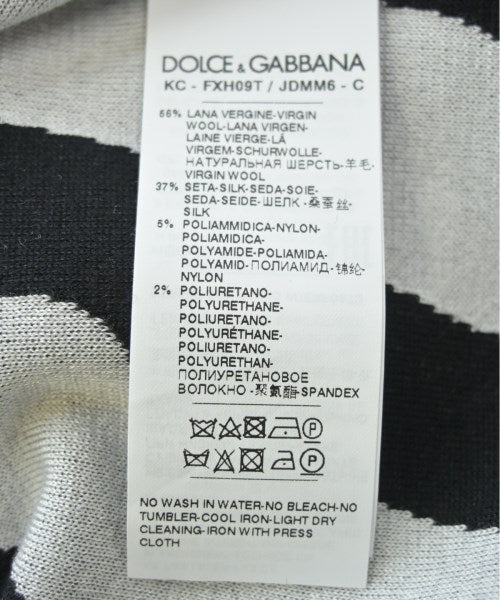 DOLCE & GABBANA
KC - FXH09T / JDMM6 - C
56% LANA VERGINE-VIRGIN
WOOL-LANA VIRGEN-
LAINE VIERGE-LÃ
VIRGEM-SCHURWOLLE-
НАТУРАЛЬНАЯ ШЕРСТЬ-羊毛-
VIRGIN WOOL
37% SETA-SILK-SEDA-SOIE-
SEDA-SEIDE-ШЕЛК - 桑蚕丝-
SILK
5% POLIAMMIDICA-NYLON-
POLIAMIDICA-
POLYAMIDE-POLIAMIDA-
POLYAMID-ПОЛИАМИД-锦纶-
NYLON
2% POLIURETANO-
POLYURETHANE-
POLIURETANO-
POLYURÉTHANE-
POLIURETANO-
POLYURETHAN-
ПОЛИУРЕТАНОВОЕ
ВОЛОКНО -聚氨酯-SPANDEX
P
P
NO WASH IN WATER-NO BLEACH-NO
TUMBLER-COOL IRON-LIGHT DRY
CLEANING-IRON WITH PRESS
CLOTH